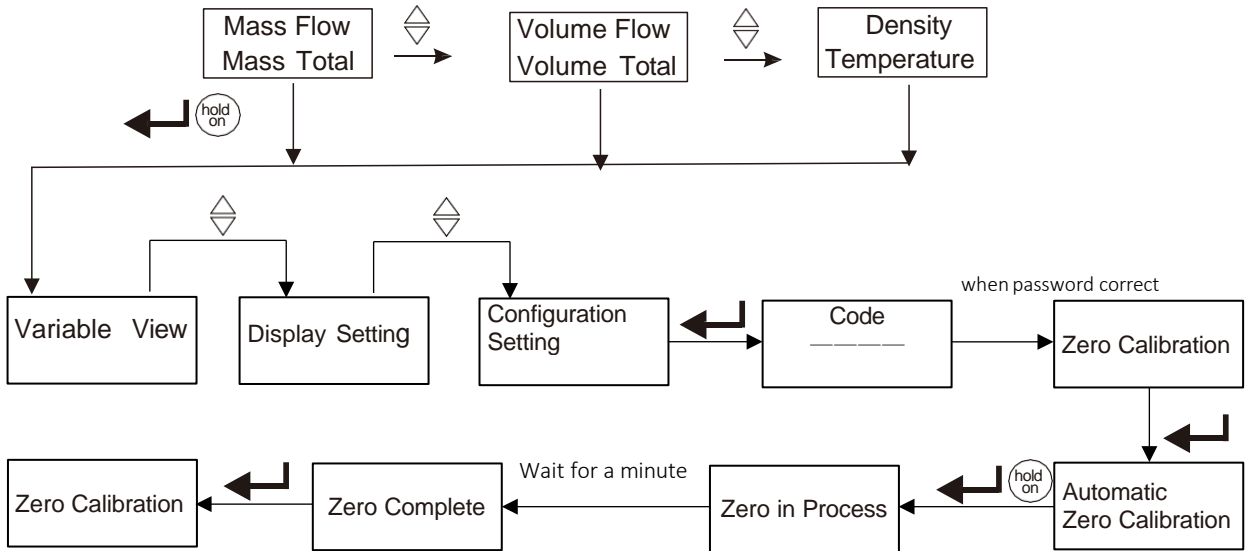 Mass Flow
Mass Total
Volume Flow
Volume Total
Density
Temperature
hold
on
Variable View
Display Setting
Configuration
Setting
Code
————
when password correct
Zero Calibration
Zero Calibration
Zero Complete
Wait for a minute
Zero in Process
hold
on
Automatic
Zero Calibration